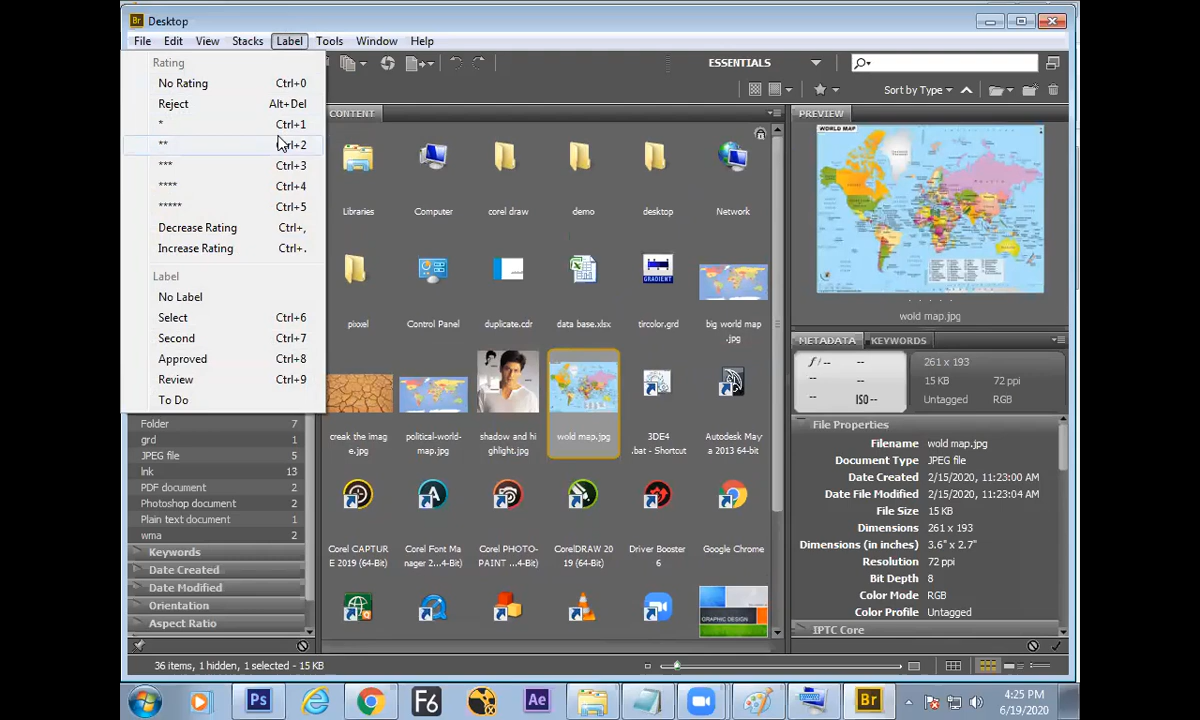 Br Desktop
File Edit View Stacks Label Tools Window Help
Rating
No Rating Ctrl+0
Reject Alt+Del
* Ctrl+1
** Ctrl+2
*** Ctrl+3
**** Ctrl+4
***** Ctrl+5
Decrease Rating Ctrl+,
Increase Rating Ctrl+.
Label
No Label
Select Ctrl+6
Second Ctrl+7
Approved Ctrl+8
Review Ctrl+9
To Do
Folder 7
grd 1
JPEG file 5
lnk 13
PDF document 2
Photoshop document 2
Plain text document 1
wma 2
Keywords
Date Created
Date Modified
Orientation
Aspect Ratio
ESSENTIALS
Sort by Type
CONTENT
Libraries
Computer
corel draw
demo
desktop
Network
pixxel
Control Panel
duplicate.cdr
data base.xlsx
GRADIENT
tircolor.grd
big world map
.jpg
creak the imag
e.jpg
political-world-
map.jpg
shadow and hi
ghlight.jpg
wold map.jpg
3DE4
.bat - Shortcut
Autodesk May
a 2013 64-bit
Corel CAPTUR
E 2019 (64-Bit)
Corel Font Ma
nager 2...4-Bit)
Corel PHOTO-
PAINT ...4-Bit)
CorelDRAW 20
19 (64-Bit)
Driver Booster
6
Google Chrome
GRAPHIC DESIGN
PREVIEW
WORLD MAP
wold map.jpg
METADATA KEYWORDS
ƒ/-- --
-- --
-- ISO--
261 x 193
15 KB 72 ppi
Untagged RGB
File Properties
Filename wold map.jpg
Document Type JPEG file
Date Created 2/15/2020, 11:23:00 AM
Date File Modified 2/15/2020, 11:23:04 AM
File Size 15 KB
Dimensions 261 x 193
Dimensions (in inches) 3.6" x 2.7"
Resolution 72 ppi
Bit Depth 8
Color Mode RGB
Color Profile Untagged
IPTC Core
36 items, 1 hidden, 1 selected - 15 KB
Ps
F6
Ae
Br
4:25 PM
6/19/2020